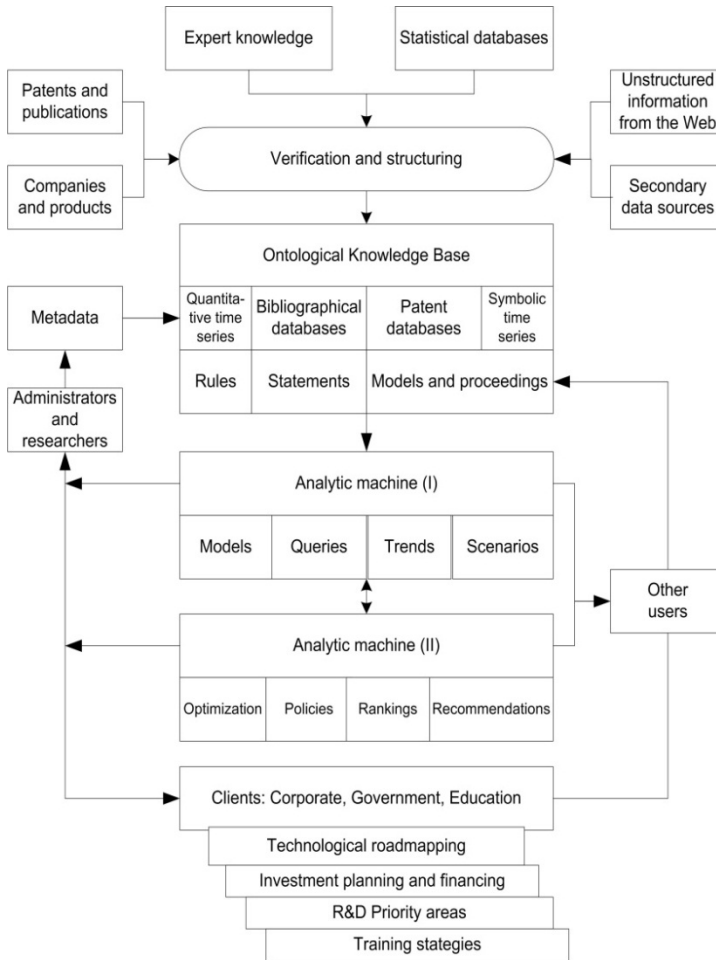 Expert knowledge
Statistical databases
Patents and
publications
Unstructured
information
from the Web
Verification and structuring
Companies
and products
Secondary
data sources
Ontological Knowledge Base
Metadata
Quantita-
tive time
series
Bibliographical
databases
Patent
databases
Symbolic
time
series
Rules
Statements
Models and proceedings
Administrators
and
researchers
Analytic machine (I)
Models
Queries
Trends
Scenarios
Other
users
Analytic machine (II)
Optimization
Policies
Rankings
Recommendations
Clients: Corporate, Government, Education
Technological roadmapping
Investment planning and financing
R&D Priority areas
Training stategies